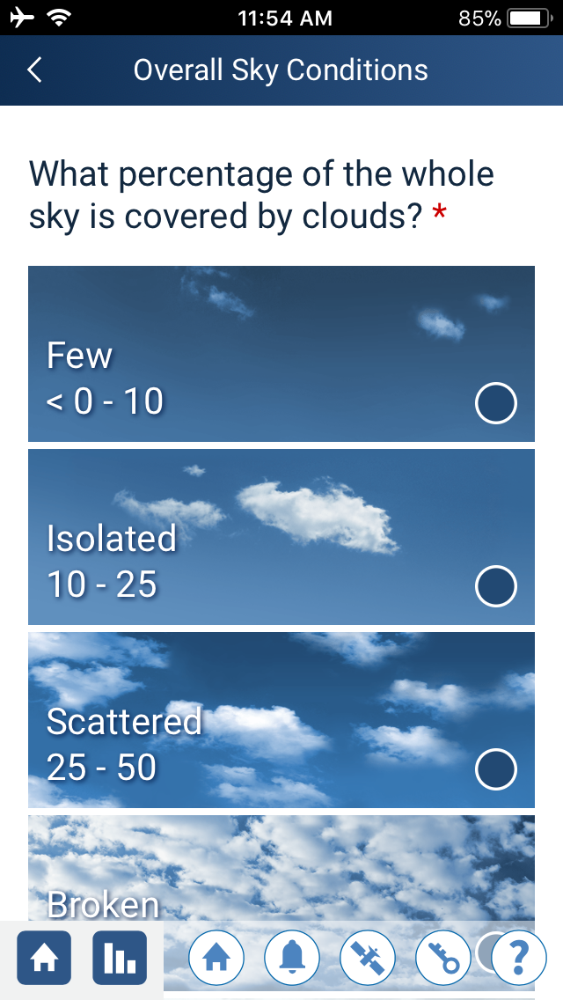 11:54 AM
85%
Overall Sky Conditions
What percentage of the whole
sky is covered by clouds? *
Few
< 0 - 10
Isolated
10 - 25
Scattered
25 - 50
Broken
?